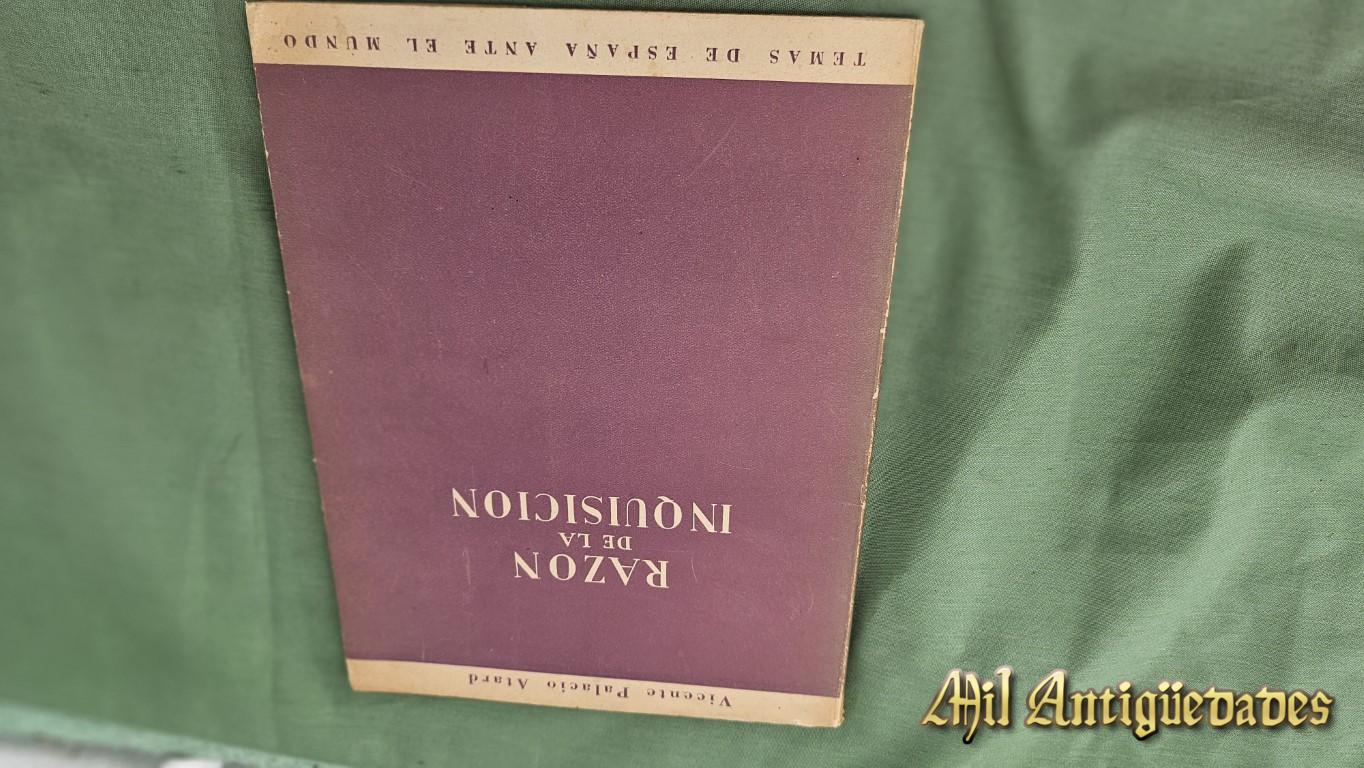 Vicente Palacio Atard
RAZON
DE LA
INQUISICION
TEMAS DE ESPAÑA ANTE EL MUNDO
Mil Antigüedades